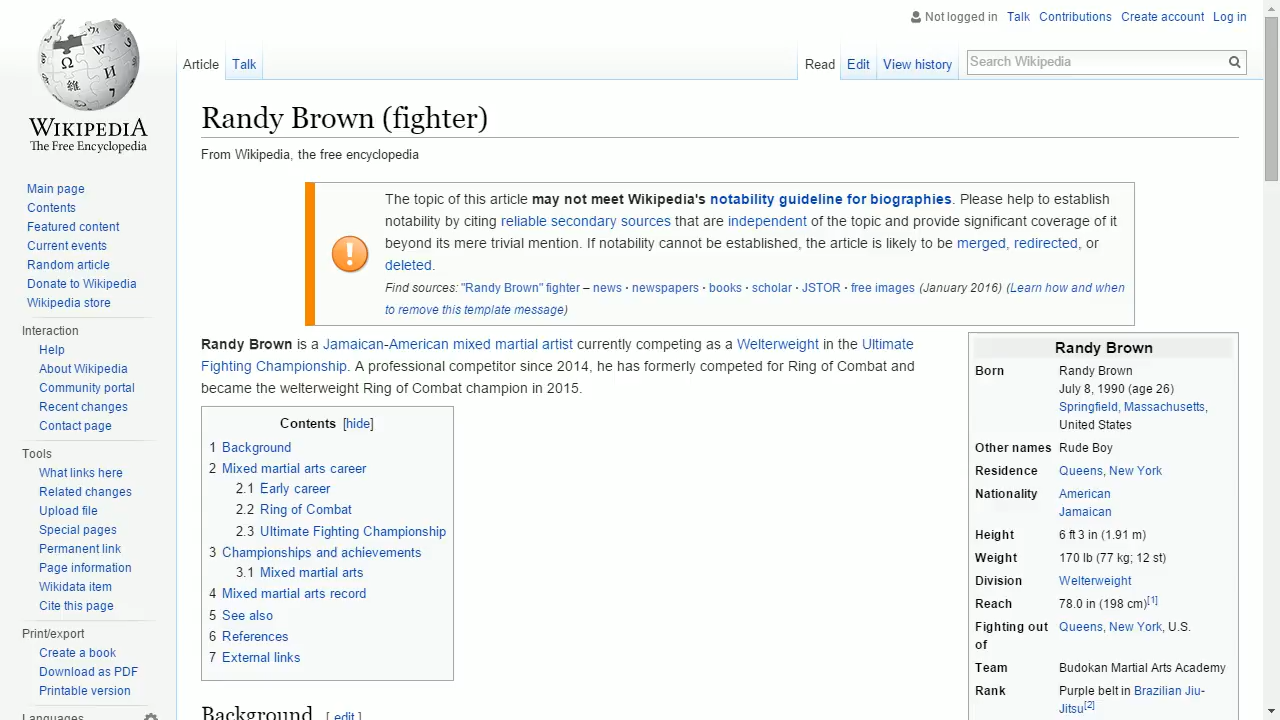 Not logged in Talk Contributions Create account Log in
Article Talk Read Edit View history Search Wikipedia
WIKIPEDIA
The Free Encyclopedia
Main page
Contents
Featured content
Current events
Random article
Donate to Wikipedia
Wikipedia store
Interaction
Help
About Wikipedia
Community portal
Recent changes
Contact page
Tools
What links here
Related changes
Upload file
Special pages
Permanent link
Page information
Wikidata item
Cite this page
Print/export
Create a book
Download as PDF
Printable version
Languages
Randy Brown (fighter)
From Wikipedia, the free encyclopedia
The topic of this article may not meet Wikipedia's notability guideline for biographies. Please help to establish
notability by citing reliable secondary sources that are independent of the topic and provide significant coverage of it
beyond its mere trivial mention. If notability cannot be established, the article is likely to be merged, redirected, or
deleted.
Find sources: "Randy Brown" fighter – news · newspapers · books · scholar · JSTOR · free images (January 2016) (Learn how and when
to remove this template message)
Randy Brown is a Jamaican-American mixed martial artist currently competing as a Welterweight in the Ultimate
Fighting Championship. A professional competitor since 2014, he has formerly competed for Ring of Combat and
became the welterweight Ring of Combat champion in 2015.
Contents [hide]
1 Background
2 Mixed martial arts career
2.1 Early career
2.2 Ring of Combat
2.3 Ultimate Fighting Championship
3 Championships and achievements
3.1 Mixed martial arts
4 Mixed martial arts record
5 See also
6 References
7 External links
Background [ edit ]
Randy Brown
Born Randy Brown
July 8, 1990 (age 26)
Springfield, Massachusetts,
United States
Other names Rude Boy
Residence Queens, New York
Nationality American
Jamaican
Height 6 ft 3 in (1.91 m)
Weight 170 lb (77 kg; 12 st)
Division Welterweight
Reach 78.0 in (198 cm)[1]
Fighting out Queens, New York, U.S.
of
Team Budokan Martial Arts Academy
Rank Purple belt in Brazilian Jiu-
Jitsu[2]